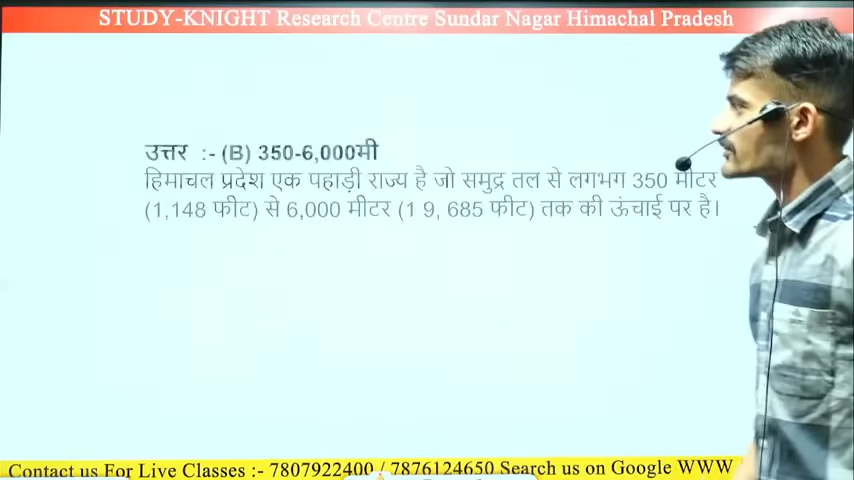 STUDY-KNIGHT Research Centre Sundar Nagar Himachal Pradesh
उत्तर :- (B) 350-6,000मी
हिमाचल प्रदेश एक पहाड़ी राज्य है जो समुद्र तल से लगभग 350 मीटर
(1,148 फीट) से 6,000 मीटर (1 9, 685 फीट) तक की ऊंचाई पर है।
Contact us For Live Classes :- 7807922400 / 7876124650 Search us on Google WWW